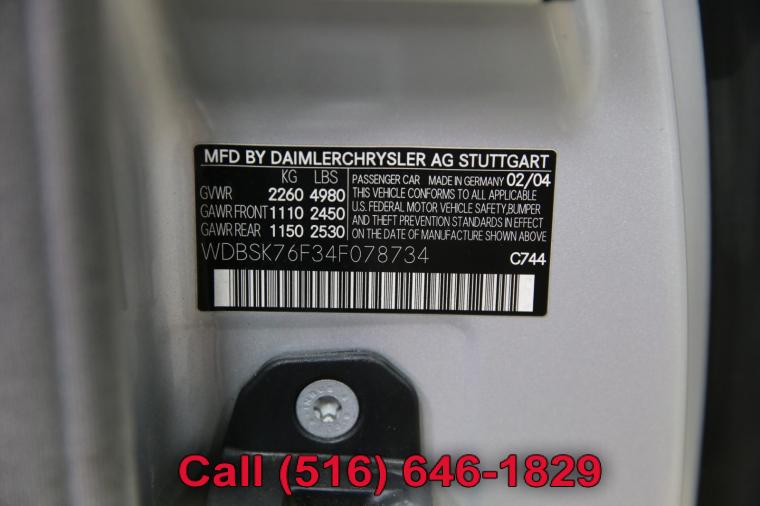 MFD BY DAIMLERCHRYSLER AG STUTTGART
KG LBS
GVWR 2260 4980
GAWR FRONT 1110 2450
GAWR REAR 1150 2530
PASSENGER CAR MADE IN GERMANY 02/04
THIS VEHICLE CONFORMS TO ALL APPLICABLE
U.S. FEDERAL MOTOR VEHICLE SAFETY, BUMPER
AND THEFT PREVENTION STANDARDS IN EFFECT
ON THE DATE OF MANUFACTURE SHOWN ABOVE
WDBSK76F34F078734
C744
Call (516) 646-1829